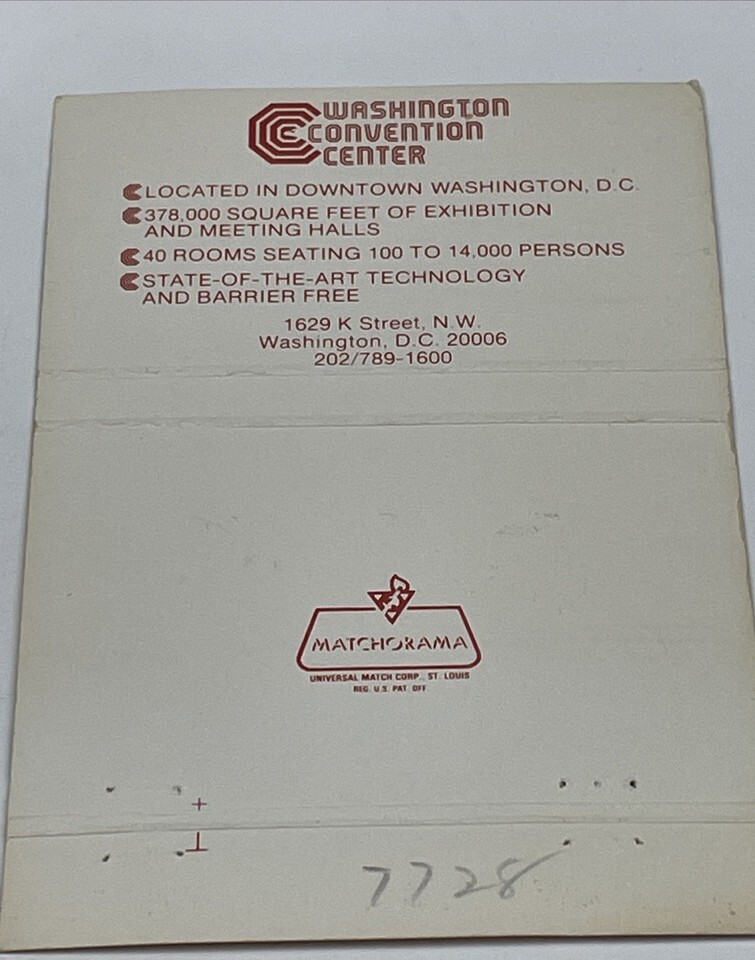 WASHINGTON
CONVENTION
CENTER
LOCATED IN DOWNTOWN WASHINGTON, D.C.
378,000 SQUARE FEET OF EXHIBITION
AND MEETING HALLS
40 ROOMS SEATING 100 TO 14,000 PERSONS
STATE-OF-THE-ART TECHNOLOGY
AND BARRIER FREE
1629 K Street, N.W.
Washington, D.C. 20006
202/789-1600
MATCHORAMA
UNIVERSAL MATCH CORP., ST. LOUIS
REG. U.S. PAT. OFF.
7728